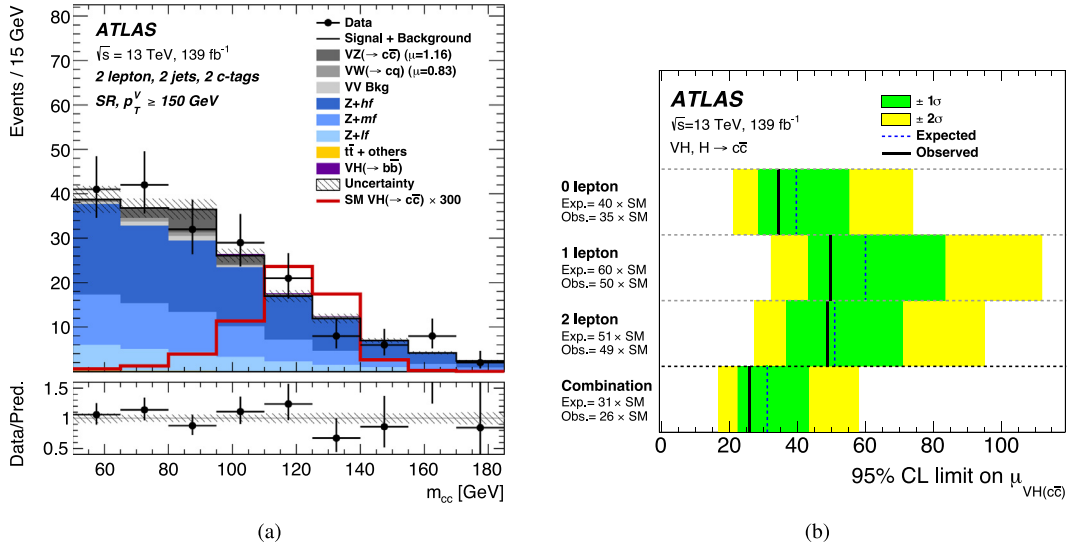 ATLAS
√s = 13 TeV, 139 fb⁻¹
2 lepton, 2 jets, 2 c-tags
SR, p_T^V ≥ 150 GeV
Data
Signal + Background
VZ(→ cc̅) (μ=1.16)
VW(→ cq) (μ=0.83)
VV Bkg
Z+hf
Z+mf
Z+lf
tt̅ + others
VH(→ bb̅)
Uncertainty
SM VH(→ cc̅) × 300
Events / 15 GeV
80
70
60
50
40
30
20
10
Data/Pred.
1.5
1
0.5
60 80 100 120 140 160 180
m_cc [GeV]
(a)
ATLAS
√s=13 TeV, 139 fb⁻¹
VH, H → cc̅
± 1σ
± 2σ
Expected
Observed
0 lepton
Exp.= 40 × SM
Obs.= 35 × SM
1 lepton
Exp.= 60 × SM
Obs.= 50 × SM
2 lepton
Exp.= 51 × SM
Obs.= 49 × SM
Combination
Exp.= 31 × SM
Obs.= 26 × SM
0 20 40 60 80 100
95% CL limit on μ_VH(cc̅)
(b)